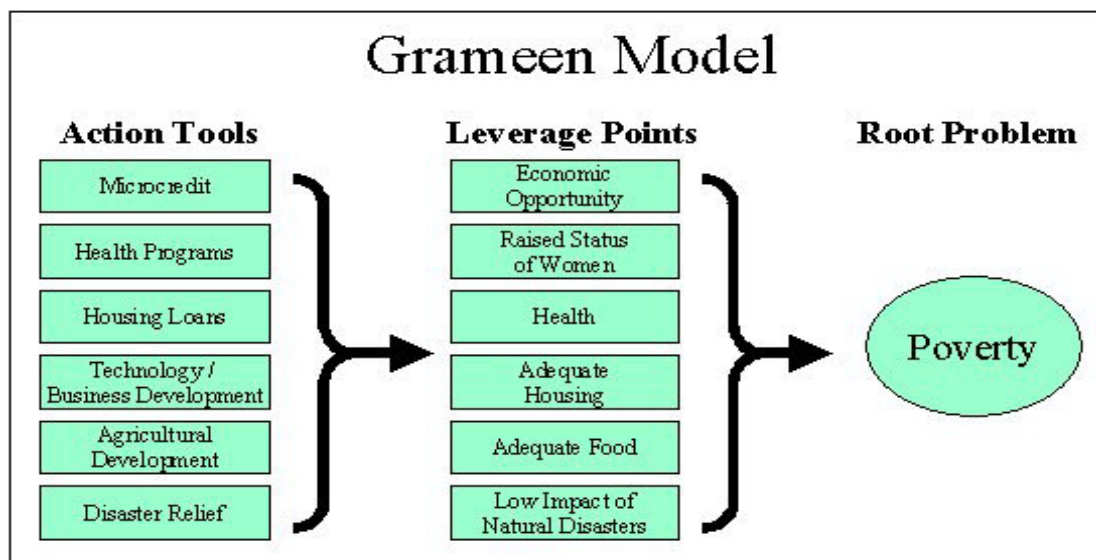 Grameen Model
Action Tools
Microcredit
Health Programs
Housing Loans
Technology /
Business Development
Agricultural
Development
Disaster Relief
Leverage Points
Economic
Opportunity
Raised Status
of Women
Health
Adequate
Housing
Adequate Food
Low Impact of
Natural Disasters
Root Problem
Poverty